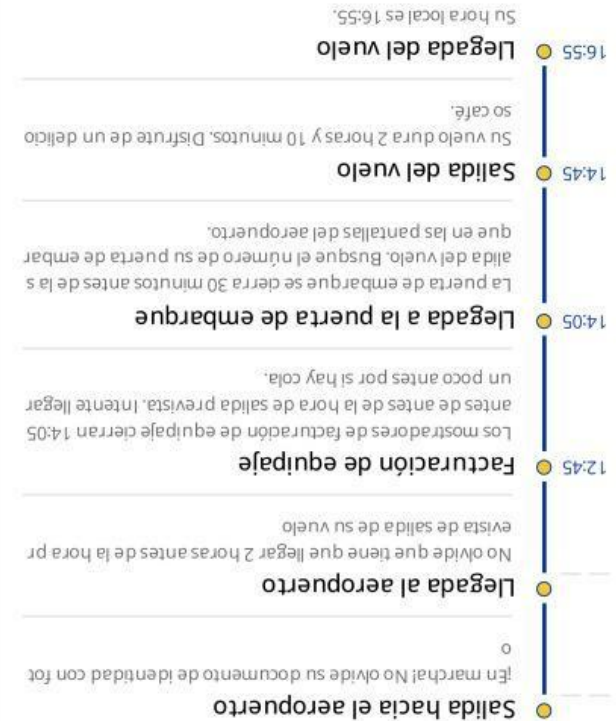 Salida hacia el aeropuerto
¡En marcha! No olvide su documento de identidad con fot
o
Llegada al aeropuerto
No olvide que tiene que llegar 2 horas antes de la hora pr
evista de salida de su vuelo
12:45
Facturación de equipaje
Los mostradores de facturación de equipaje cierran 14:05
antes de antes de la hora de salida prevista. Intente llegar
un poco antes por si hay cola.
14:05
Llegada a la puerta de embarque
La puerta de embarque se cierra 30 minutos antes de la s
alida del vuelo. Busque el número de su puerta de embar
que en las pantallas del aeropuerto.
14:45
Salida del vuelo
Su vuelo dura 2 horas y 10 minutos. Disfrute de un delicio
so café.
16:55
Llegada del vuelo
Su hora local es 16:55.